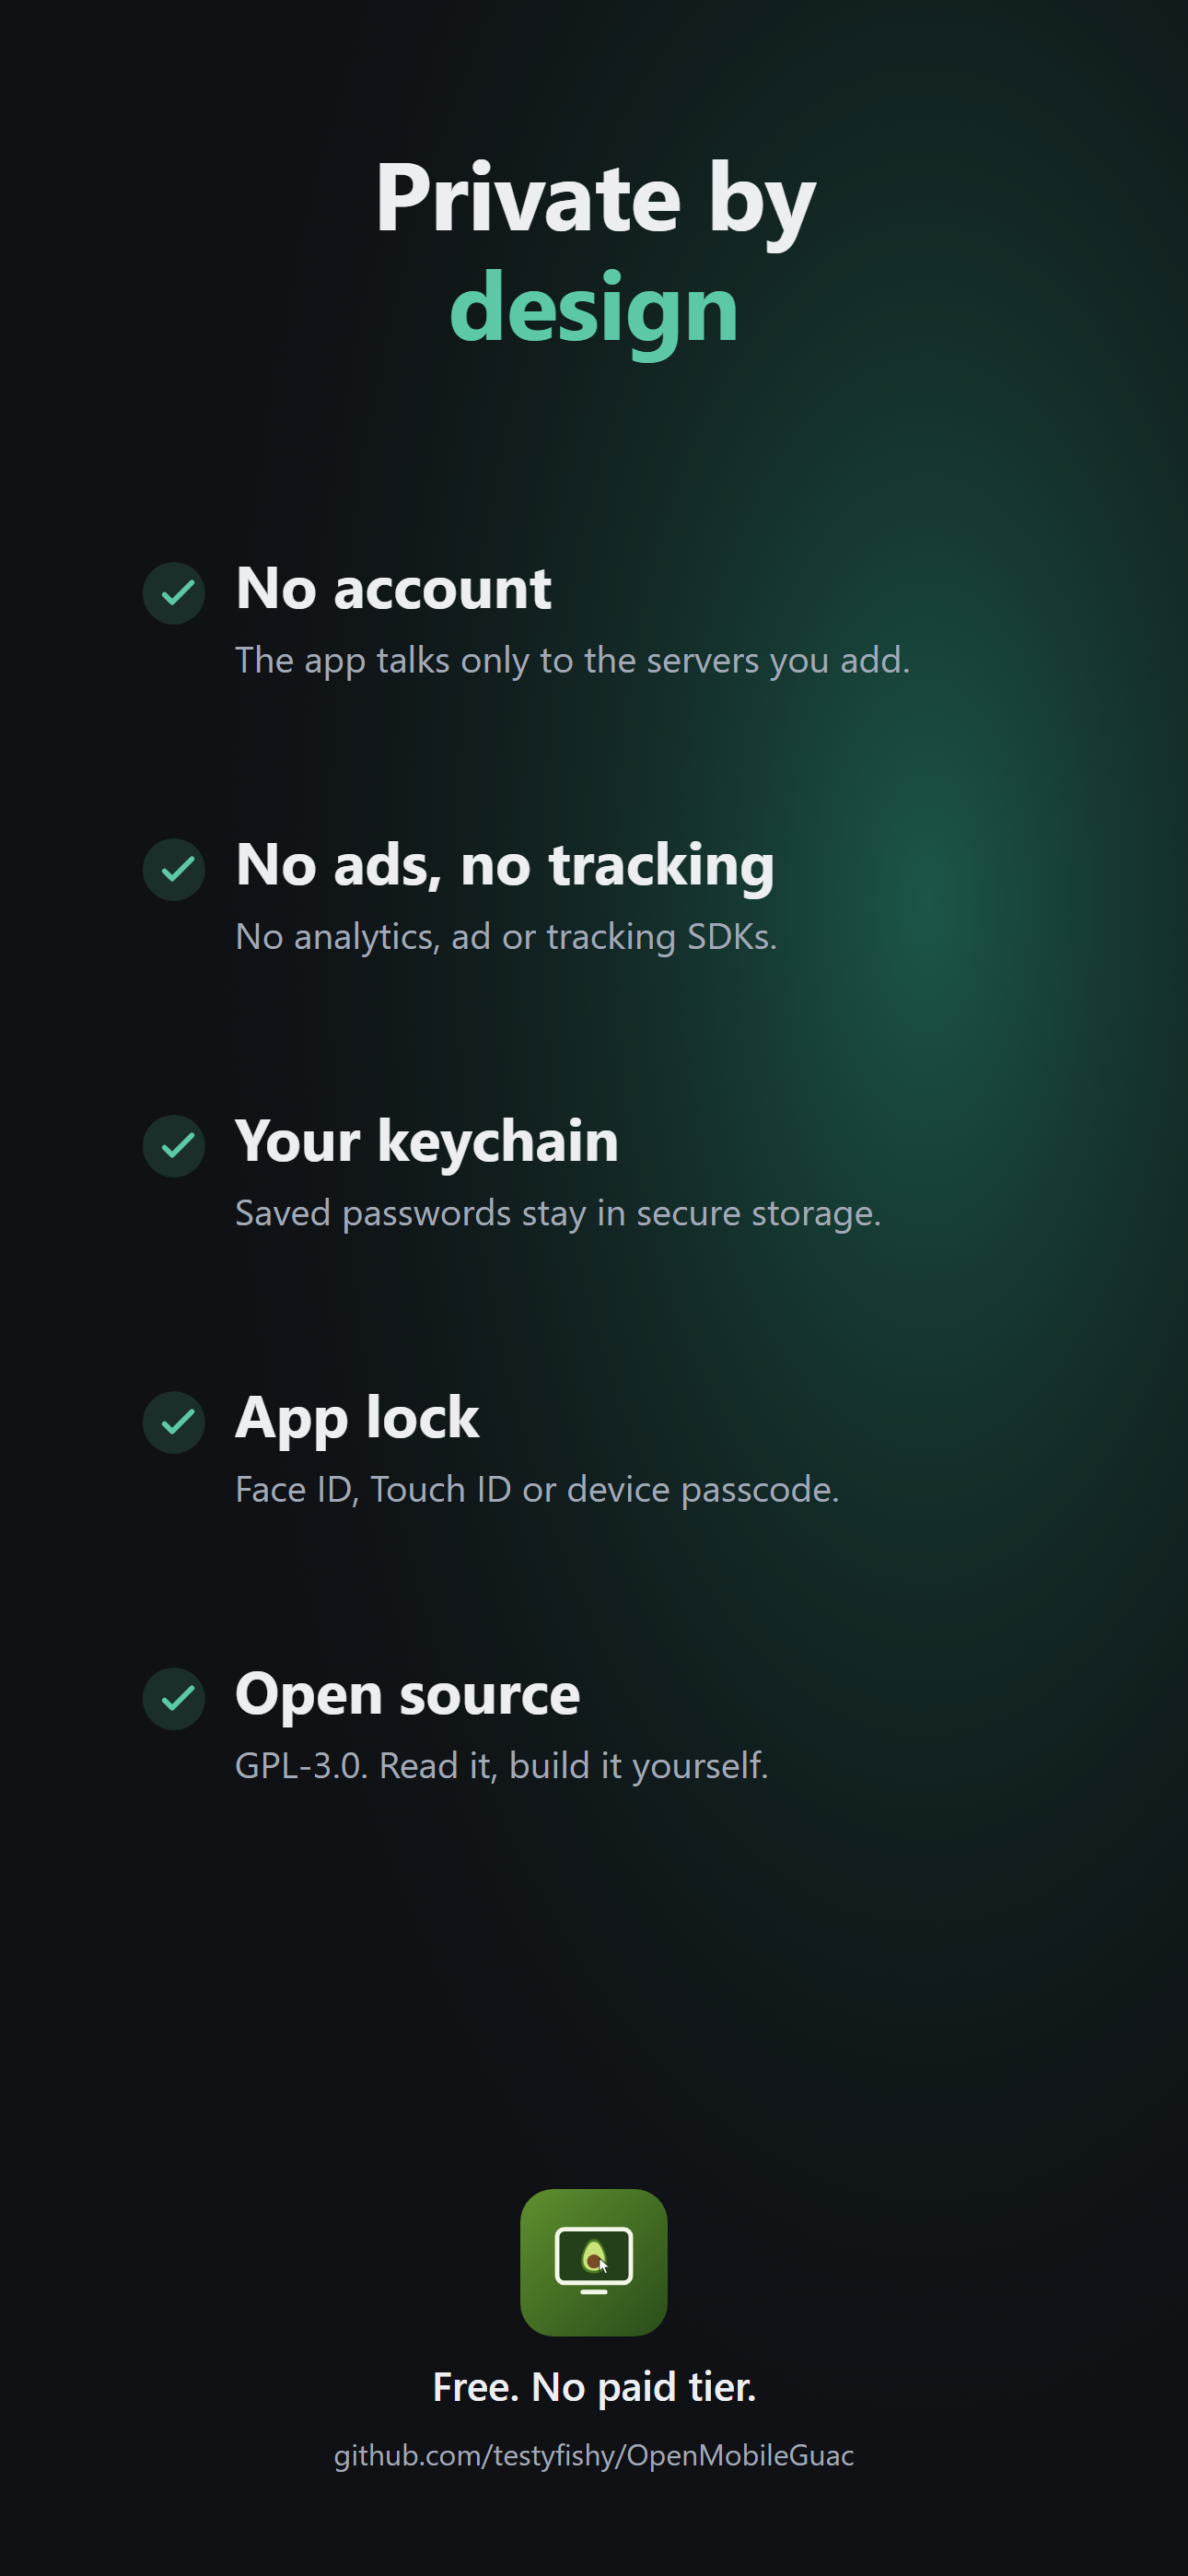 Private by
design
No account
The app talks only to the servers you add.
No ads, no tracking
No analytics, ad or tracking SDKs.
Your keychain
Saved passwords stay in secure storage.
App lock
Face ID, Touch ID or device passcode.
Open source
GPL-3.0. Read it, build it yourself.
Free. No paid tier.
github.com/testyfishy/OpenMobileGuac